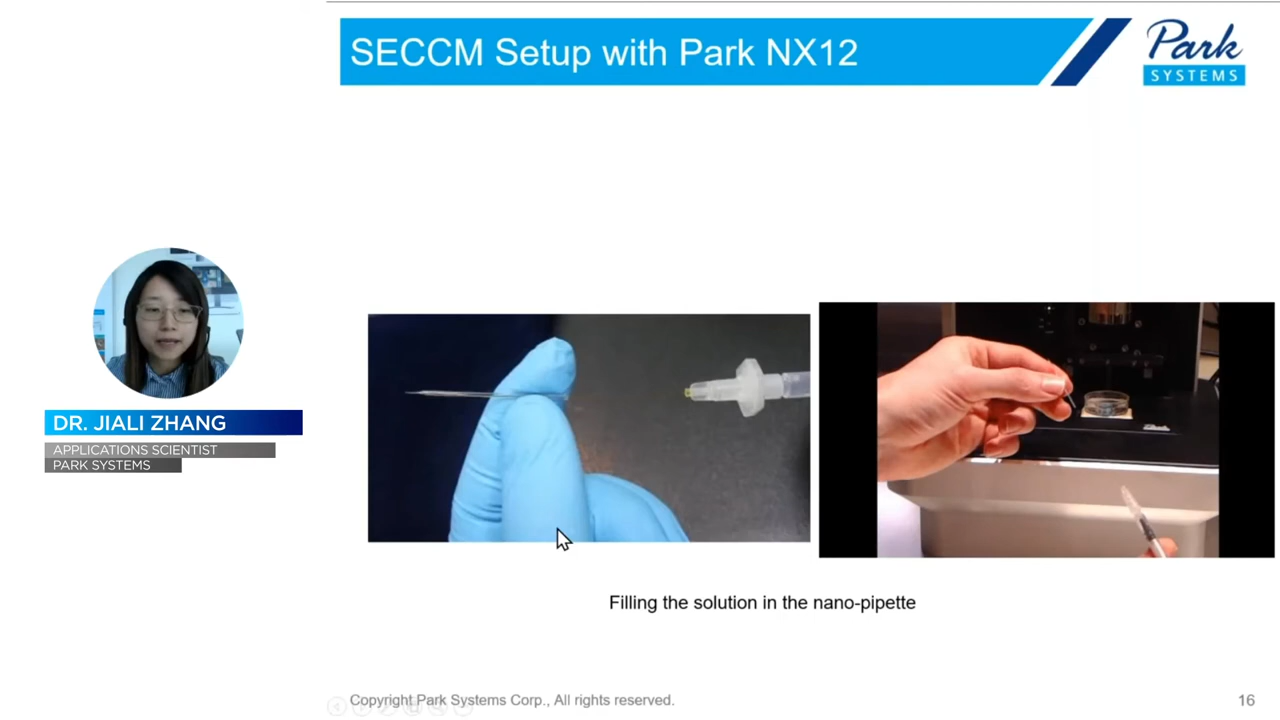 SECCM Setup with Park NX12
Park
SYSTEMS
DR. JIALI ZHANG
APPLICATIONS SCIENTIST
PARK SYSTEMS
Filling the solution in the nano-pipette
Copyright Park Systems Corp., All rights reserved.
16